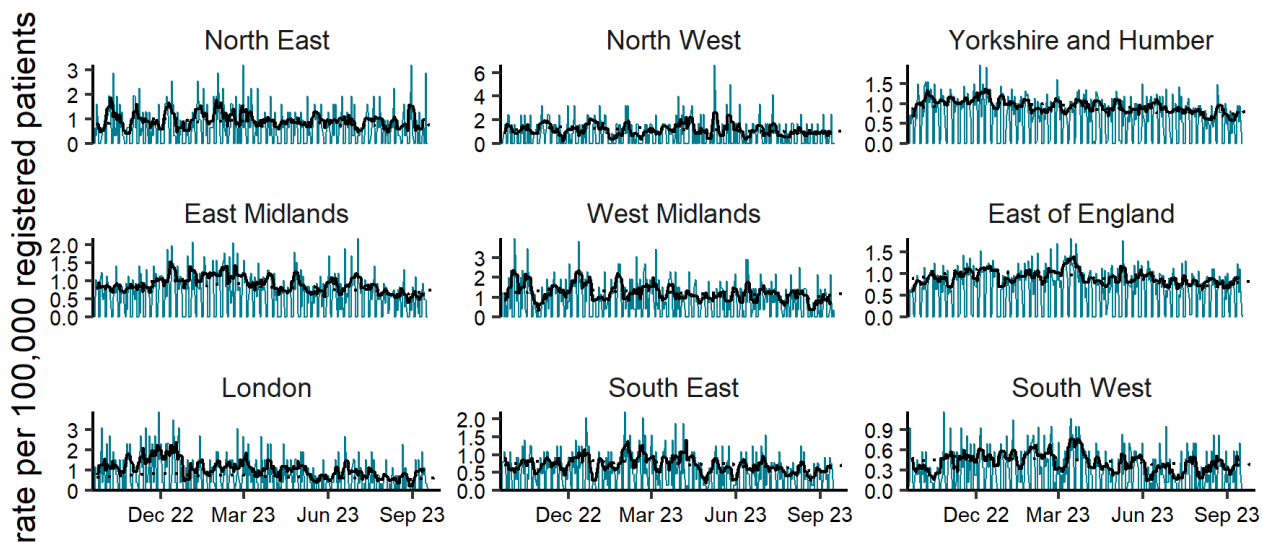 rate per 100,000 registered patients
North East
North West
Yorkshire and Humber
3
2
1
0
6
4
2
0
1.5
1.0
0.5
0.0
East Midlands
West Midlands
East of England
2.0
1.5
1.0
0.5
0.0
3
2
1
0
1.5
1.0
0.5
0.0
London
South East
South West
3
2
1
0
2.0
1.5
1.0
0.5
0.0
0.9
0.6
0.3
0.0
Dec 22 Mar 23 Jun 23 Sep 23
Dec 22 Mar 23 Jun 23 Sep 23
Dec 22 Mar 23 Jun 23 Sep 23